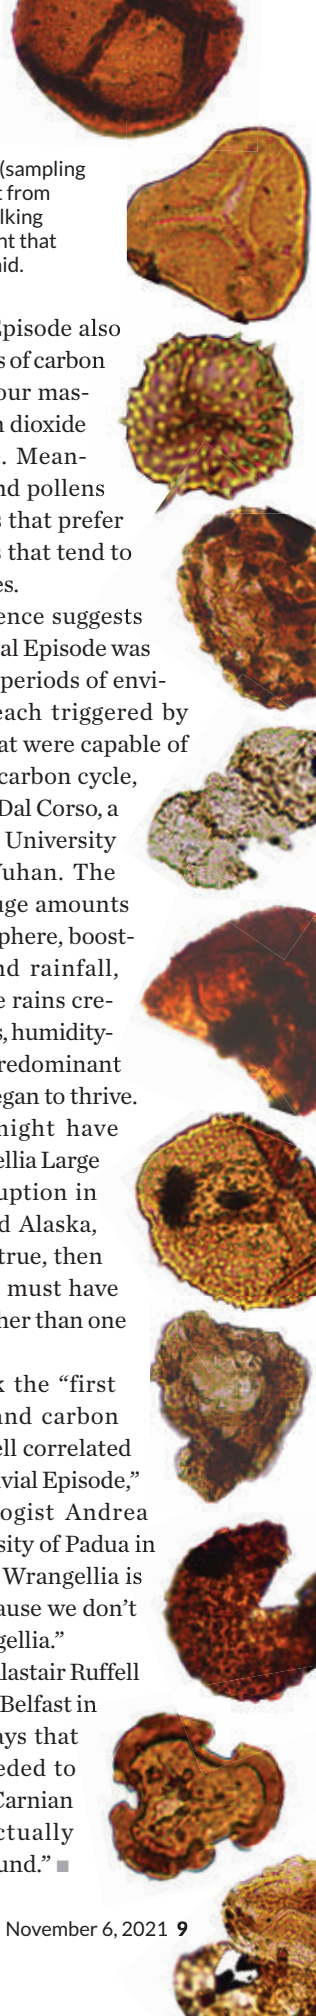 (sampling
from
lking
nt that
id.
Episode also
s of carbon
our mas-
n dioxide
. Mean-
nd pollens
s that prefer
s that tend to
es.
ence suggests
al Episode was
periods of envi-
each triggered by
at were capable of
carbon cycle,
Dal Corso, a
University
Wuhan. The
uge amounts
phere, boost-
nd rainfall,
e rains cre-
s, humidity-
redominant
egan to thrive.
might have
ellia Large
uption in
d Alaska,
true, then
must have
her than one
k the “first
and carbon
ell correlated
vial Episode,”
ogist Andrea
sity of Padua in
Wrangellia is
ause we don’t
gellia.”
lastair Ruffell
Belfast in
ays that
eded to
Carnian
ctually
und.” ■
November 6, 2021 9